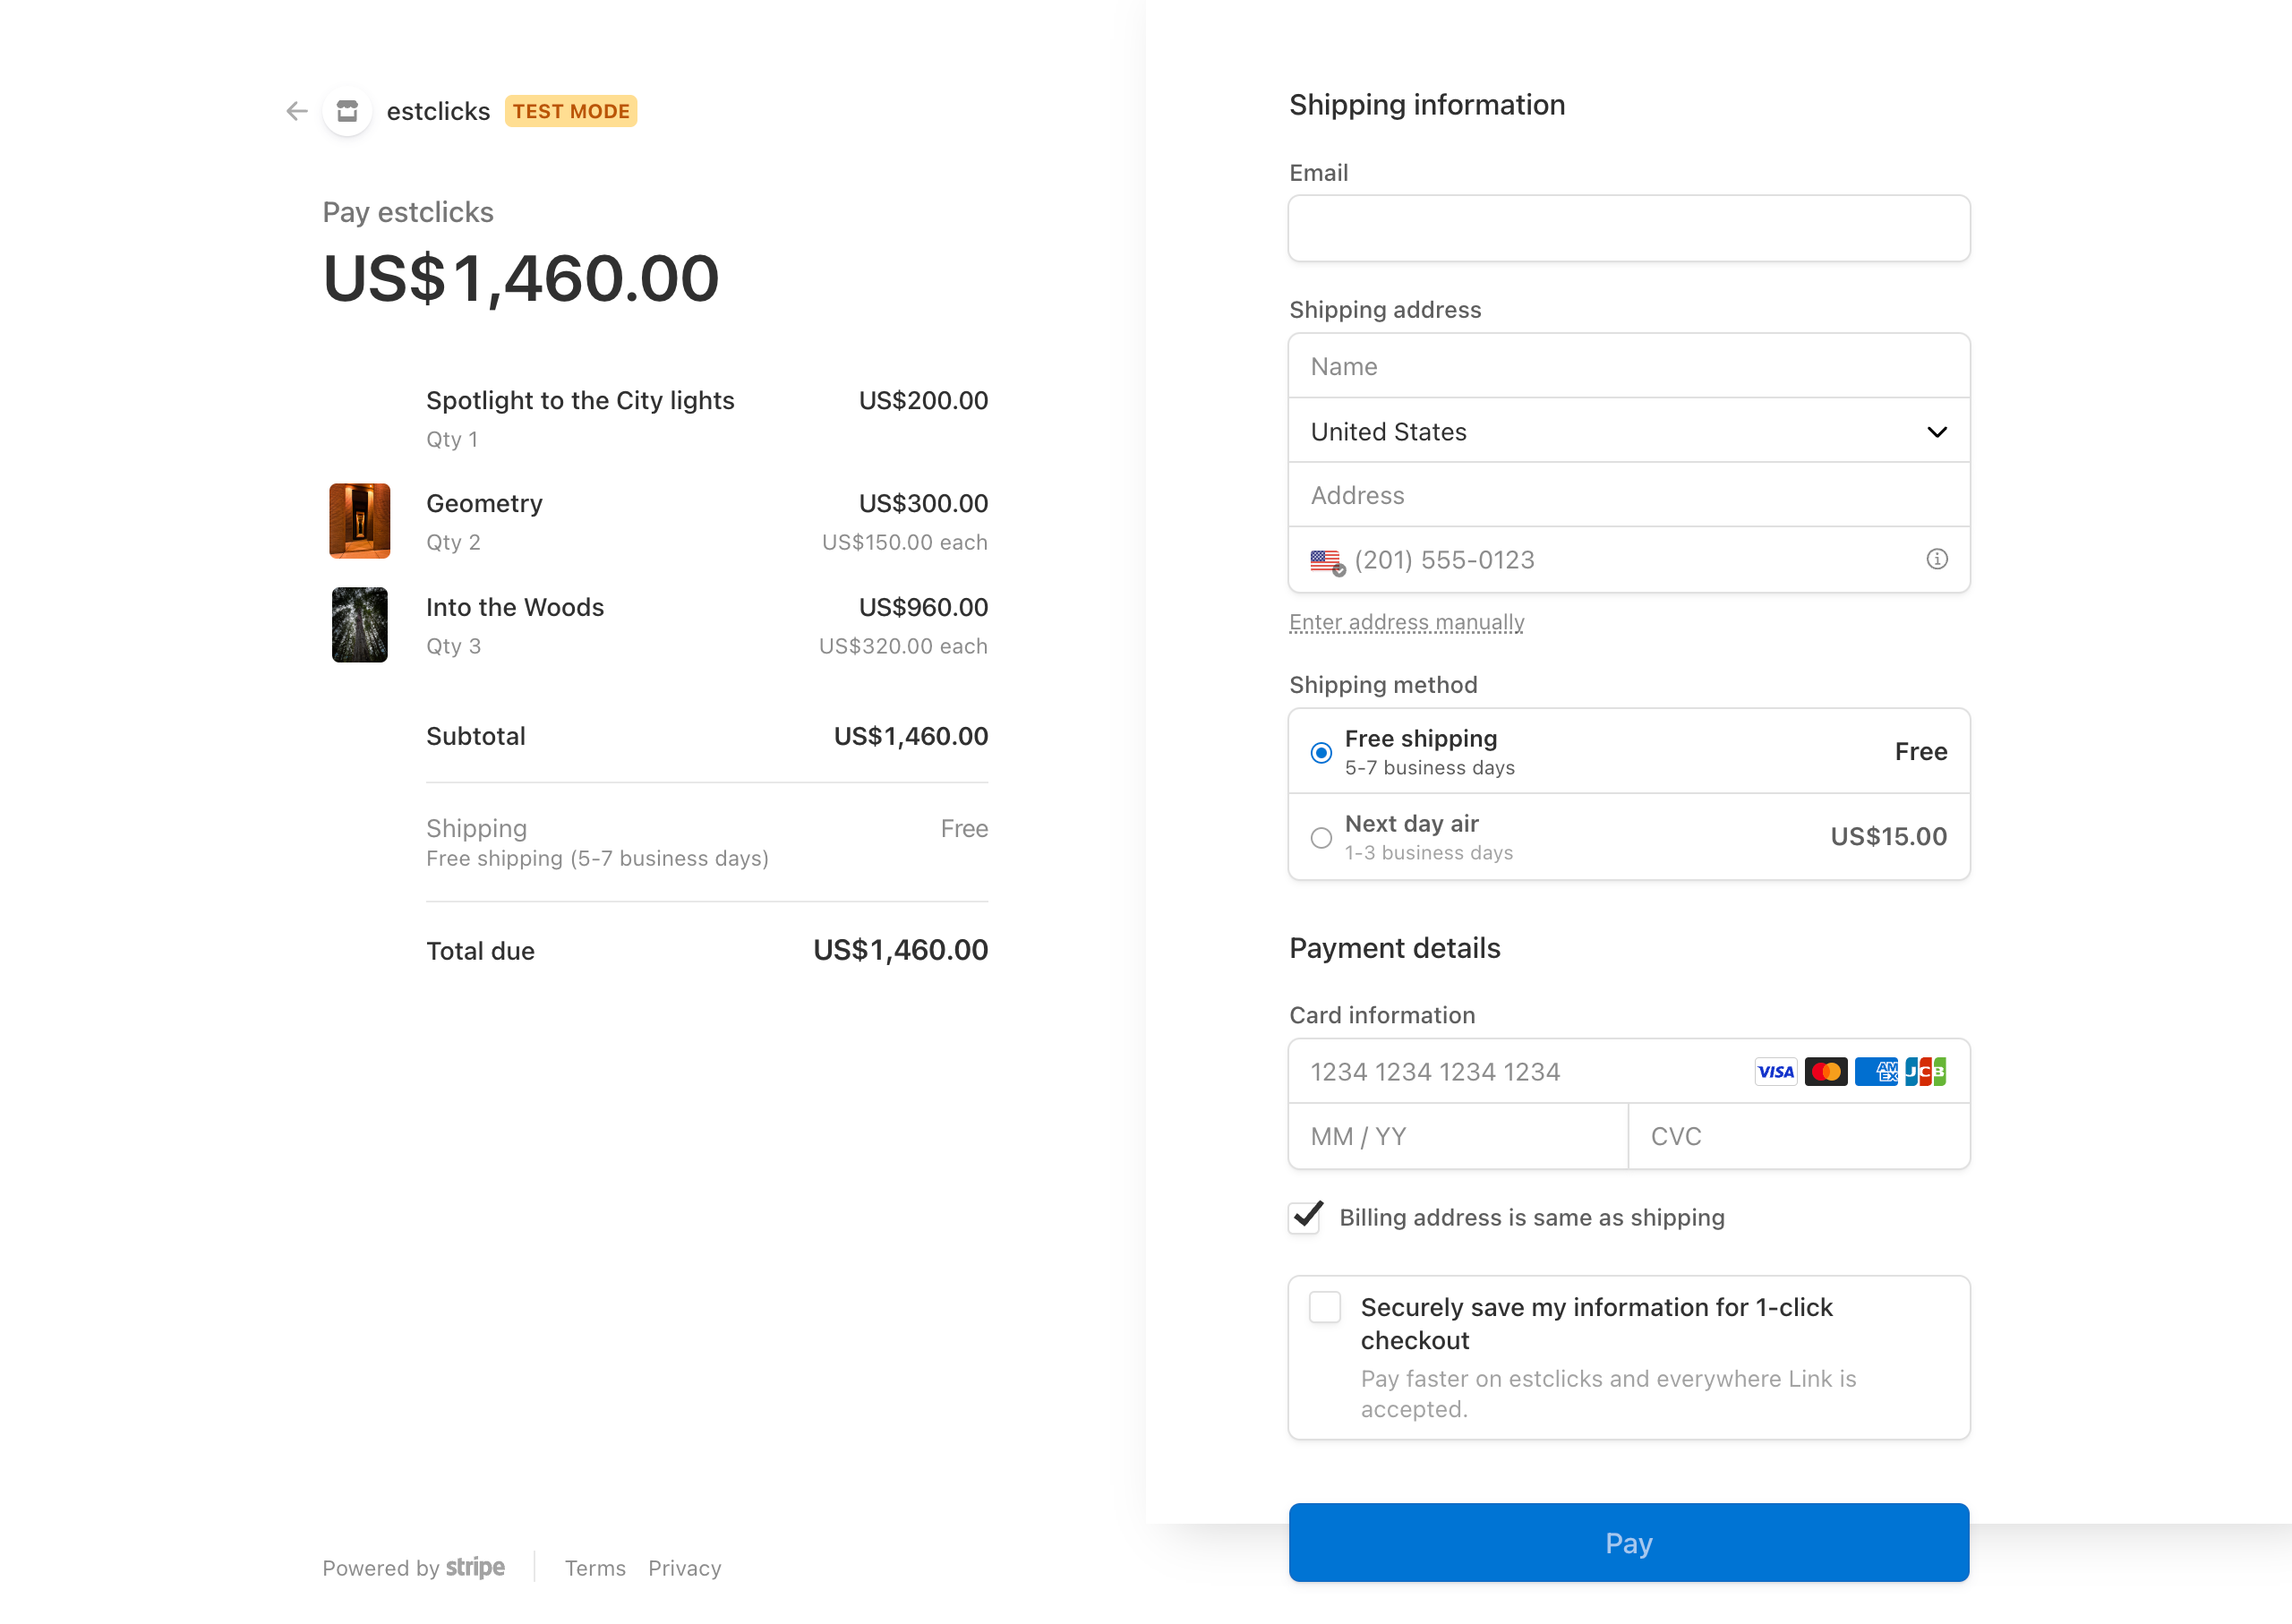 estclicks TEST MODE
Pay estclicks
US$1,460.00
Spotlight to the City lights US$200.00
Qty 1
Geometry US$300.00
Qty 2 US$150.00 each
Into the Woods US$960.00
Qty 3 US$320.00 each
Subtotal US$1,460.00
Shipping Free
Free shipping (5-7 business days)
Total due US$1,460.00
Powered by stripe Terms Privacy
Shipping information
Email
Shipping address
Name
United States
Address
(201) 555-0123
Enter address manually
Shipping method
Free shipping Free
5-7 business days
Next day air US$15.00
1-3 business days
Payment details
Card information
1234 1234 1234 1234 VISA AMEX JCB
MM / YY CVC
Billing address is same as shipping
Securely save my information for 1-click
checkout
Pay faster on estclicks and everywhere Link is
accepted.
Pay